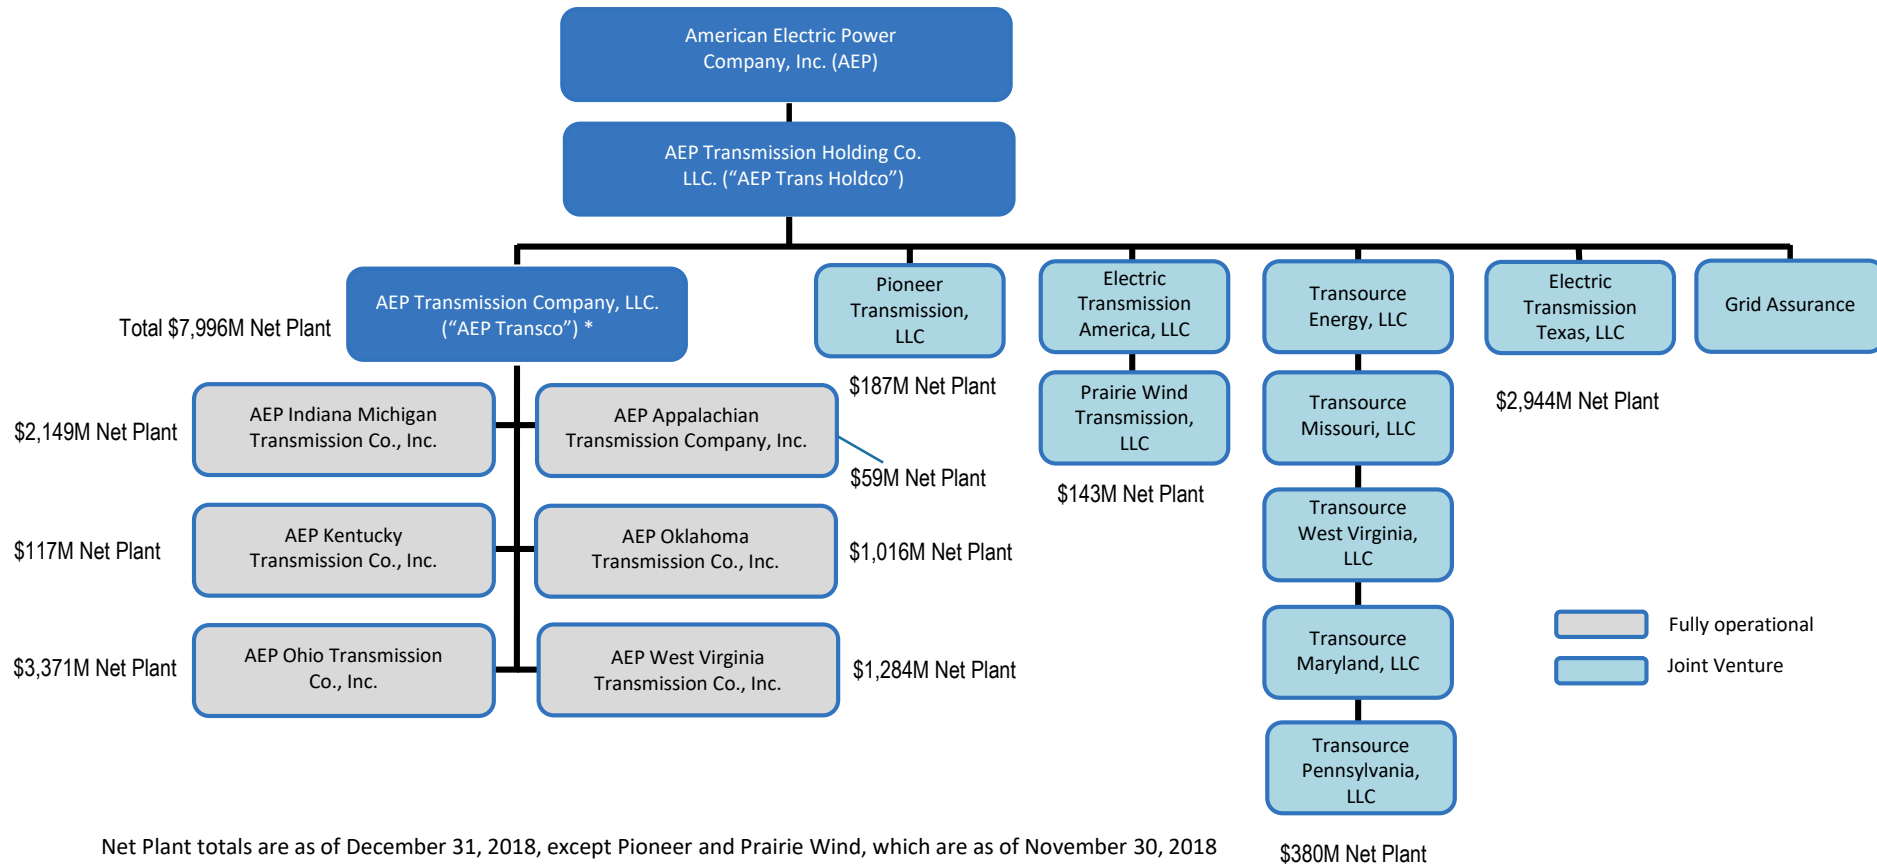 American Electric Power
Company, Inc. (AEP)
AEP Transmission Holding Co.
LLC. (“AEP Trans Holdco”)
AEP Transmission Company, LLC.
(“AEP Transco”) *
Total $7,996M Net Plant
Pioneer
Transmission,
LLC
$187M Net Plant
Electric
Transmission
America, LLC
Prairie Wind
Transmission,
LLC
$143M Net Plant
Transource
Energy, LLC
Transource
Missouri, LLC
Transource
West Virginia,
LLC
Transource
Maryland, LLC
Transource
Pennsylvania,
LLC
$380M Net Plant
Electric
Transmission
Texas, LLC
$2,944M Net Plant
Grid Assurance
AEP Indiana Michigan
Transmission Co., Inc.
$2,149M Net Plant
AEP Appalachian
Transmission Company, Inc.
$59M Net Plant
AEP Kentucky
Transmission Co., Inc.
$117M Net Plant
AEP Oklahoma
Transmission Co., Inc.
$1,016M Net Plant
AEP Ohio Transmission
Co., Inc.
$3,371M Net Plant
AEP West Virginia
Transmission Co., Inc.
$1,284M Net Plant
Fully operational
Joint Venture
Net Plant totals are as of December 31, 2018, except Pioneer and Prairie Wind, which are as of November 30, 2018